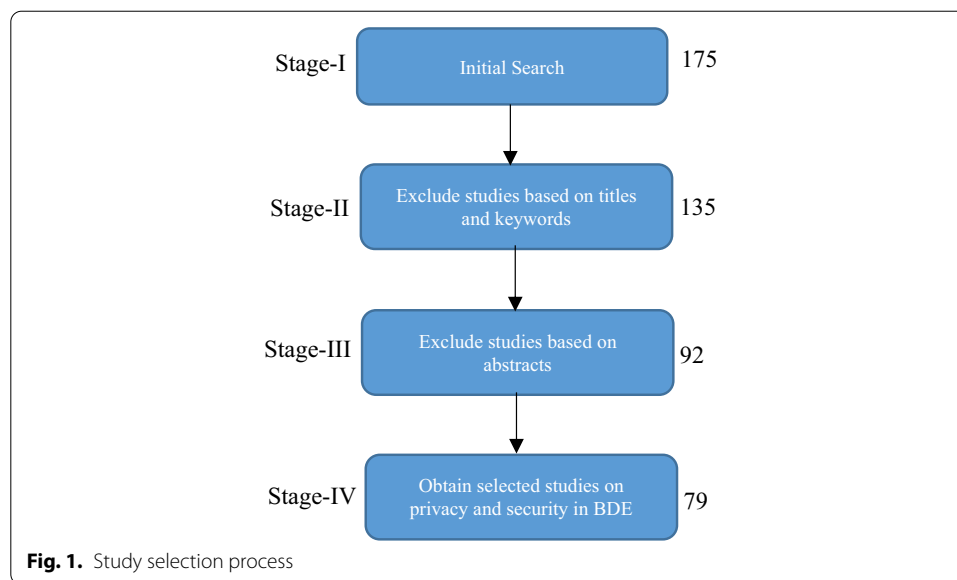 Stage-I
Initial Search
175
Stage-II
Exclude studies based on titles
and keywords
135
Stage-III
Exclude studies based on
abstracts
92
Stage-IV
Obtain selected studies on
privacy and security in BDE
79
Fig. 1. Study selection process